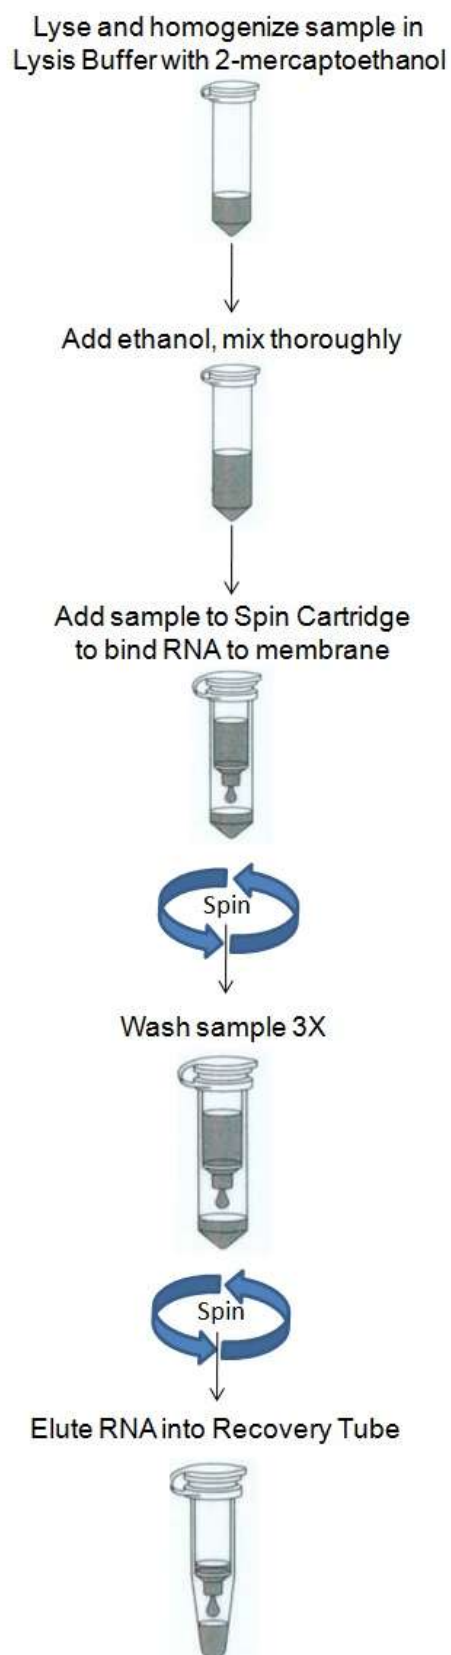 Lyse and homogenize sample in
Lysis Buffer with 2-mercaptoethanol
Add ethanol, mix thoroughly
Add sample to Spin Cartridge
to bind RNA to membrane
Spin
Wash sample 3X
Spin
Elute RNA into Recovery Tube